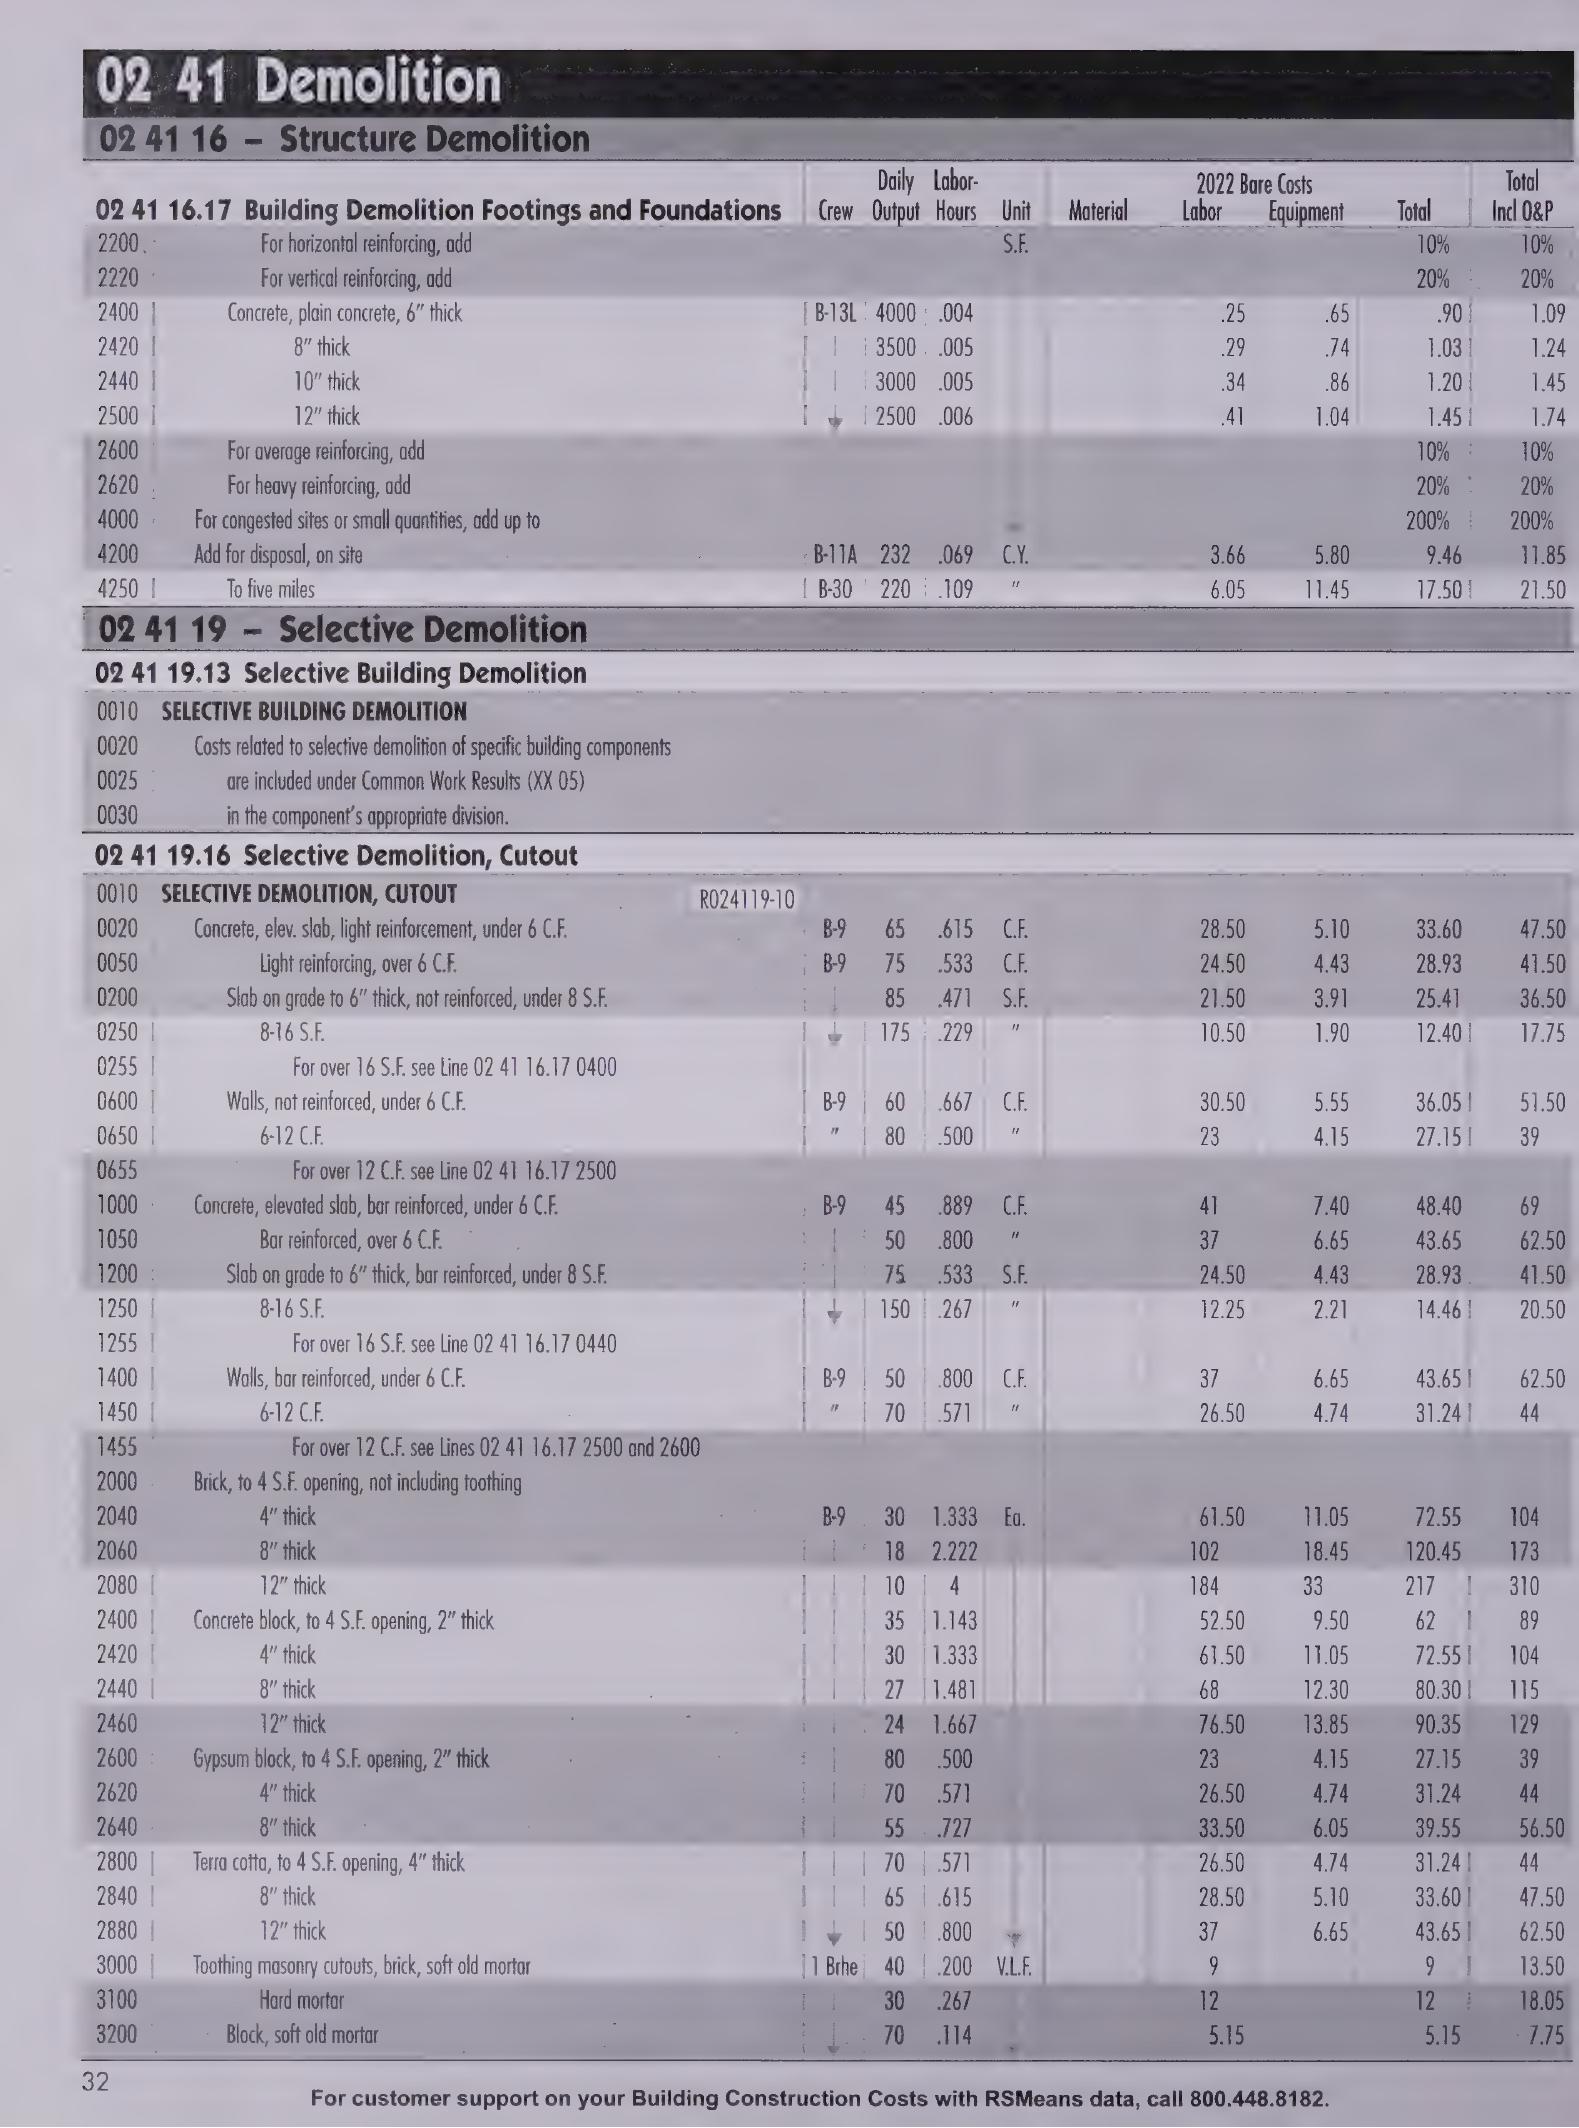 02 41 Demolition
02 41 16 – Structure Demolition
Daily Labor- 2022 Bare Costs Total
02 41 16.17 Building Demolition Footings and Foundations Crew Output Hours Unit Material Labor Equipment Total Incl O&P
2200 For horizontal reinforcing, add S.F. 10% 10%
2220 For vertical reinforcing, add 20% 20%
2400 Concrete, plain concrete, 6" thick B-13L 4000 .004 .25 .65 .90 1.09
2420 8" thick 3500 .005 .29 .74 1.03 1.24
2440 10" thick 3000 .005 .34 .86 1.20 1.45
2500 12" thick 2500 .006 .41 1.04 1.45 1.74
2600 For average reinforcing, add 10% 10%
2620 For heavy reinforcing, add 20% 20%
4000 For congested sites or small quantities, add up to 200% 200%
4200 Add for disposal, on site B-11A 232 .069 C.Y. 3.66 5.80 9.46 11.85
4250 To five miles B-30 220 .109 " 6.05 11.45 17.50 21.50
02 41 19 – Selective Demolition
02 41 19.13 Selective Building Demolition
0010 SELECTIVE BUILDING DEMOLITION
0020 Costs related to selective demolition of specific building components
0025 are included under Common Work Results (XX 05)
0030 in the component's appropriate division.
02 41 19.16 Selective Demolition, Cutout
0010 SELECTIVE DEMOLITION, CUTOUT R024119-10
0020 Concrete, elev. slab, light reinforcement, under 6 C.F. B-9 65 .615 C.F. 28.50 5.10 33.60 47.50
0050 Light reinforcing, over 6 C.F. B-9 75 .533 C.F. 24.50 4.43 28.93 41.50
0200 Slab on grade to 6" thick, not reinforced, under 8 S.F. 85 .471 S.F. 21.50 3.91 25.41 36.50
0250 8-16 S.F. 175 .229 " 10.50 1.90 12.40 17.75
0255 For over 16 S.F. see Line 02 41 16.17 0400
0600 Walls, not reinforced, under 6 C.F. B-9 60 .667 C.F. 30.50 5.55 36.05 51.50
0650 6-12 C.F. " 80 .500 " 23 4.15 27.15 39
0655 For over 12 C.F. see Line 02 41 16.17 2500
1000 Concrete, elevated slab, bar reinforced, under 6 C.F. B-9 45 .889 C.F. 41 7.40 48.40 69
1050 Bar reinforced, over 6 C.F. 50 .800 " 37 6.65 43.65 62.50
1200 Slab on grade to 6" thick, bar reinforced, under 8 S.F. 75 .533 S.F. 24.50 4.43 28.93 41.50
1250 8-16 S.F. 150 .267 " 12.25 2.21 14.46 20.50
1255 For over 16 S.F. see Line 02 41 16.17 0440
1400 Walls, bar reinforced, under 6 C.F. B-9 50 .800 C.F. 37 6.65 43.65 62.50
1450 6-12 C.F. " 70 .571 " 26.50 4.74 31.24 44
1455 For over 12 C.F. see Lines 02 41 16.17 2500 and 2600
2000 Brick, to 4 S.F. opening, not including toothing
2040 4" thick B-9 30 1.333 Ea. 61.50 11.05 72.55 104
2060 8" thick 18 2.222 102 18.45 120.45 173
2080 12" thick 10 4 184 33 217 310
2400 Concrete block, to 4 S.F. opening, 2" thick 35 1.143 52.50 9.50 62 89
2420 4" thick 30 1.333 61.50 11.05 72.55 104
2440 8" thick 27 1.481 68 12.30 80.30 115
2460 12" thick 24 1.667 76.50 13.85 90.35 129
2600 Gypsum block, to 4 S.F. opening, 2" thick 80 .500 23 4.15 27.15 39
2620 4" thick 70 .571 26.50 4.74 31.24 44
2640 8" thick 55 .727 33.50 6.05 39.55 56.50
2800 Terra cotta, to 4 S.F. opening, 4" thick 70 .571 26.50 4.74 31.24 44
2840 8" thick 65 .615 28.50 5.10 33.60 47.50
2880 12" thick 50 .800 37 6.65 43.65 62.50
3000 Toothing masonry cutouts, brick, soft old mortar 1 Brhe 40 .200 V.L.F. 9 9 13.50
3100 Hard mortar 30 .267 12 12 18.05
3200 Block, soft old mortar 70 .114 5.15 5.15 7.75
32
For customer support on your Building Construction Costs with RSMeans data, call 800.448.8182.